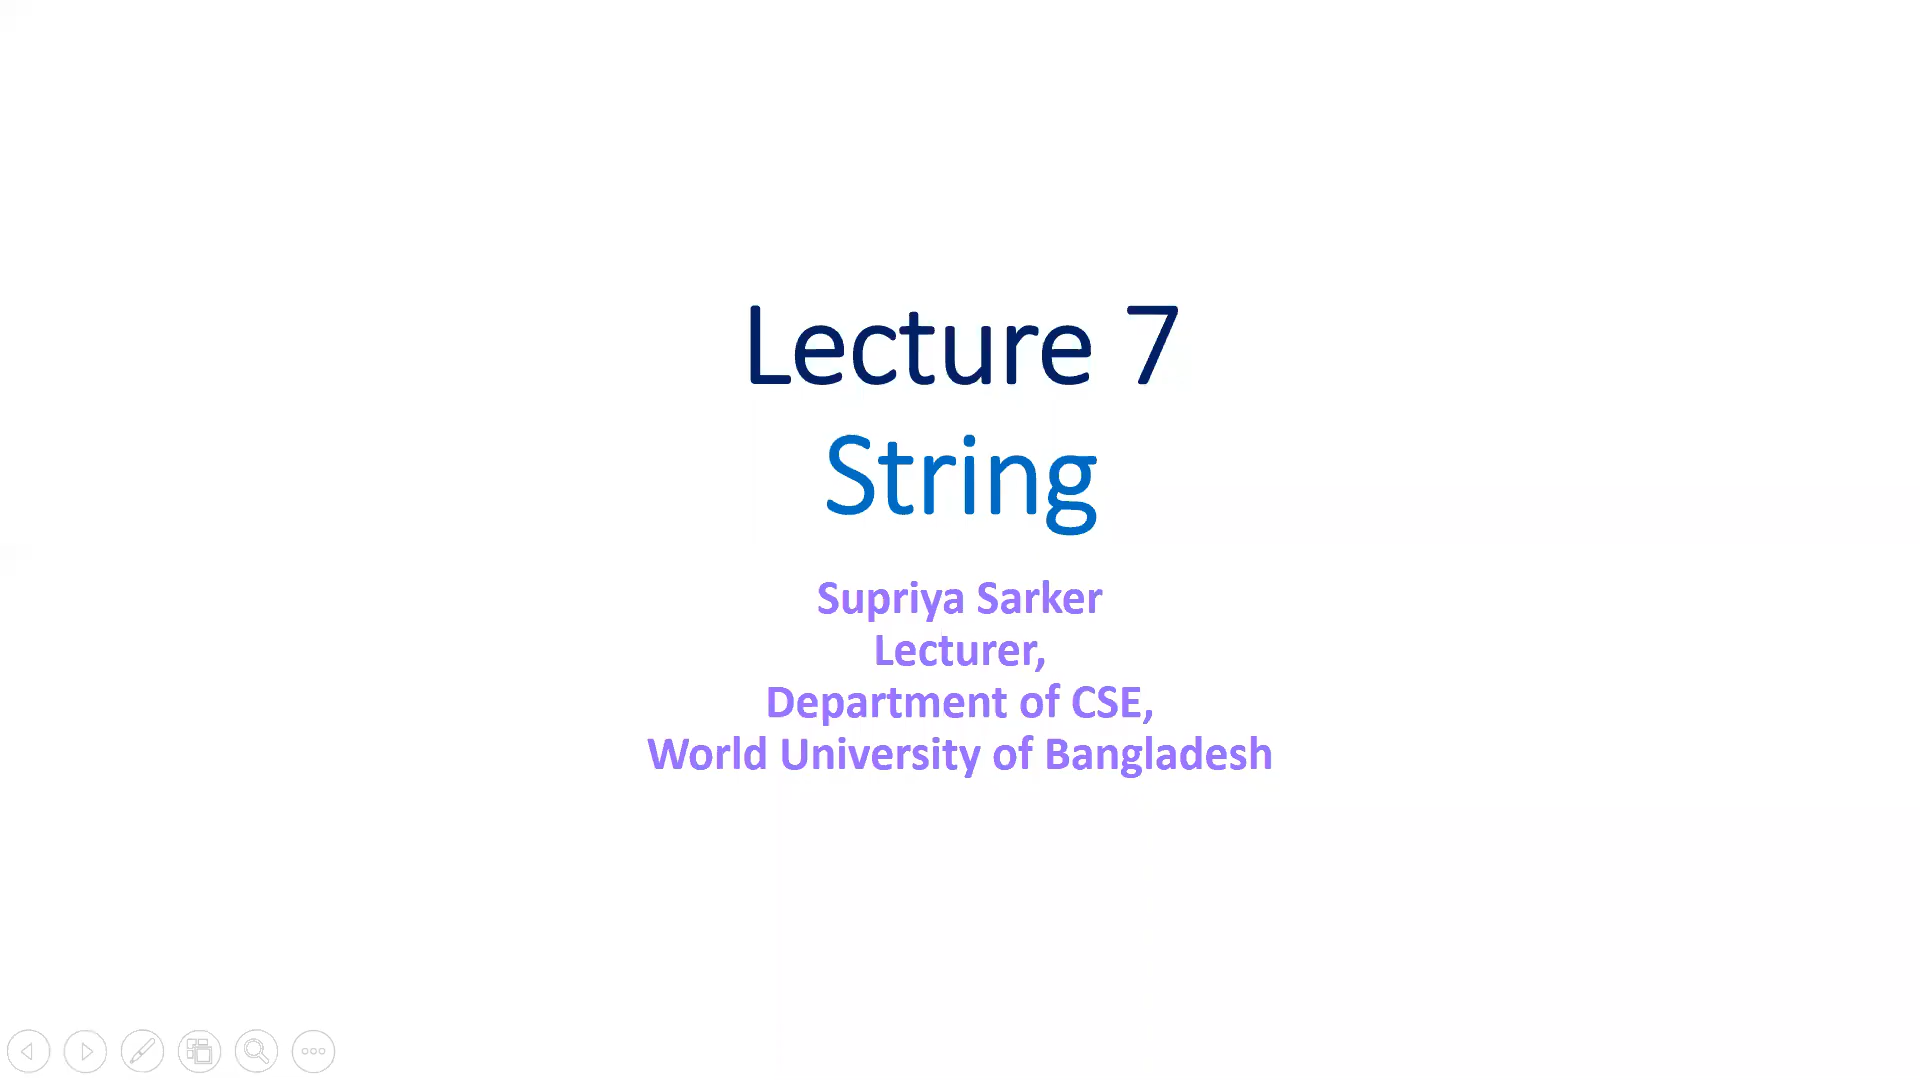 Lecture 7
String
Supriya Sarker
Lecturer,
Department of CSE,
World University of Bangladesh